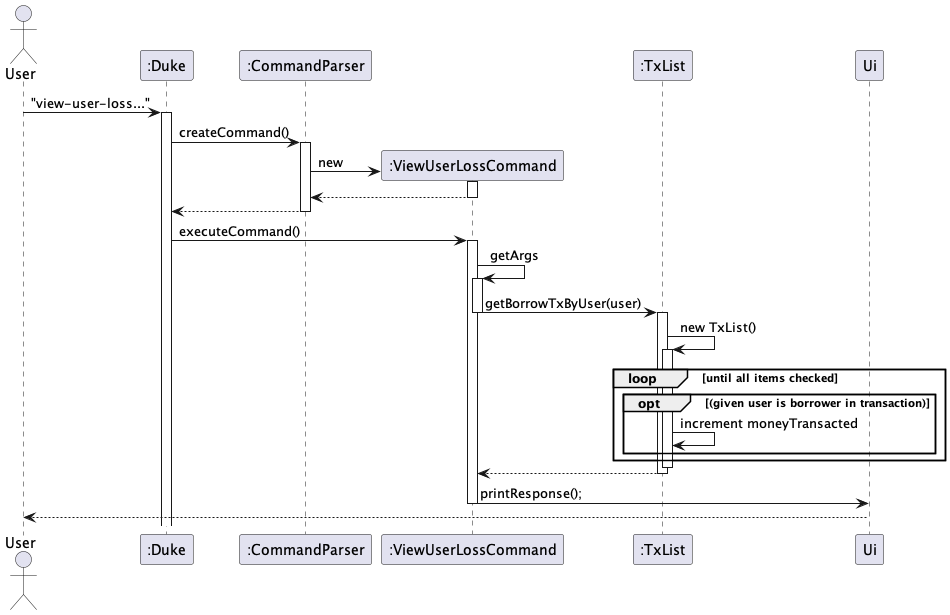 User
:Duke
:CommandParser
:TxList
Ui
"view-user-loss..."
createCommand()
new
:ViewUserLossCommand
executeCommand()
getArgs
getBorrowTxByUser(user)
new TxList()
loop
[until all items checked]
opt
[(given user is borrower in transaction)]
increment moneyTransacted
printResponse();
User
:Duke
:CommandParser
:ViewUserLossCommand
:TxList
Ui